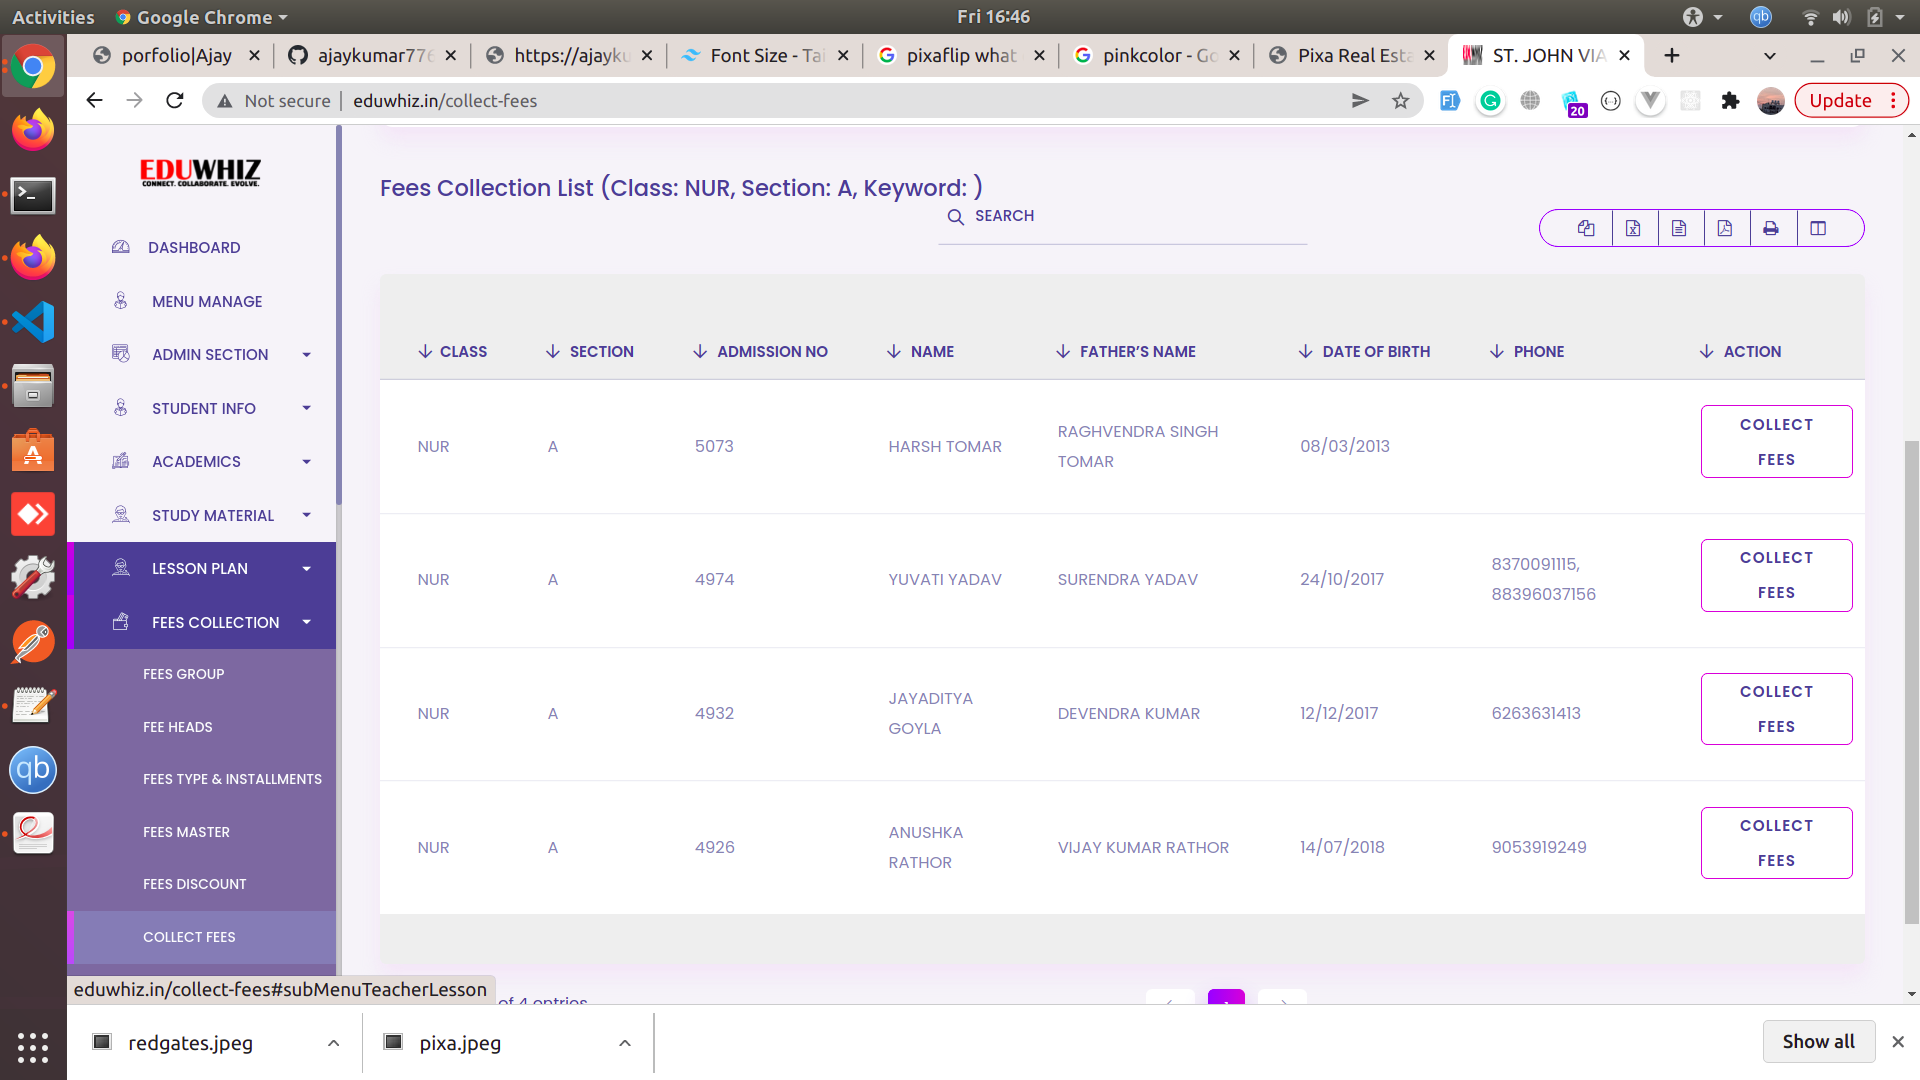 Activities Google Chrome Fri 16:46
porfolio|Ajay ajaykumar776 https://ajayku Font Size - Tai pixaflip what pinkcolor - Go Pixa Real Esta ST. JOHN VIA
Not secure eduwhiz.in/collect-fees Update
20
EDUWHIZ
CONNECT. COLLABORATE. EVOLVE.
DASHBOARD
MENU MANAGE
ADMIN SECTION
STUDENT INFO
ACADEMICS
STUDY MATERIAL
LESSON PLAN
FEES COLLECTION
FEES GROUP
FEE HEADS
FEES TYPE & INSTALLMENTS
FEES MASTER
FEES DISCOUNT
COLLECT FEES
Fees Collection List (Class: NUR, Section: A, Keyword: )
SEARCH
CLASS SECTION ADMISSION NO NAME FATHER'S NAME DATE OF BIRTH PHONE ACTION
NUR A 5073 HARSH TOMAR RAGHVENDRA SINGH TOMAR 08/03/2013 COLLECT FEES
NUR A 4974 YUVATI YADAV SURENDRA YADAV 24/10/2017 8370091115, 88396037156 COLLECT FEES
NUR A 4932 JAYADITYA GOYLA DEVENDRA KUMAR 12/12/2017 6263631413 COLLECT FEES
NUR A 4926 ANUSHKA RATHOR VIJAY KUMAR RATHOR 14/07/2018 9053919249 COLLECT FEES
eduwhiz.in/collect-fees#subMenuTeacherLesson
of 4 entries
redgates.jpeg pixa.jpeg Show all